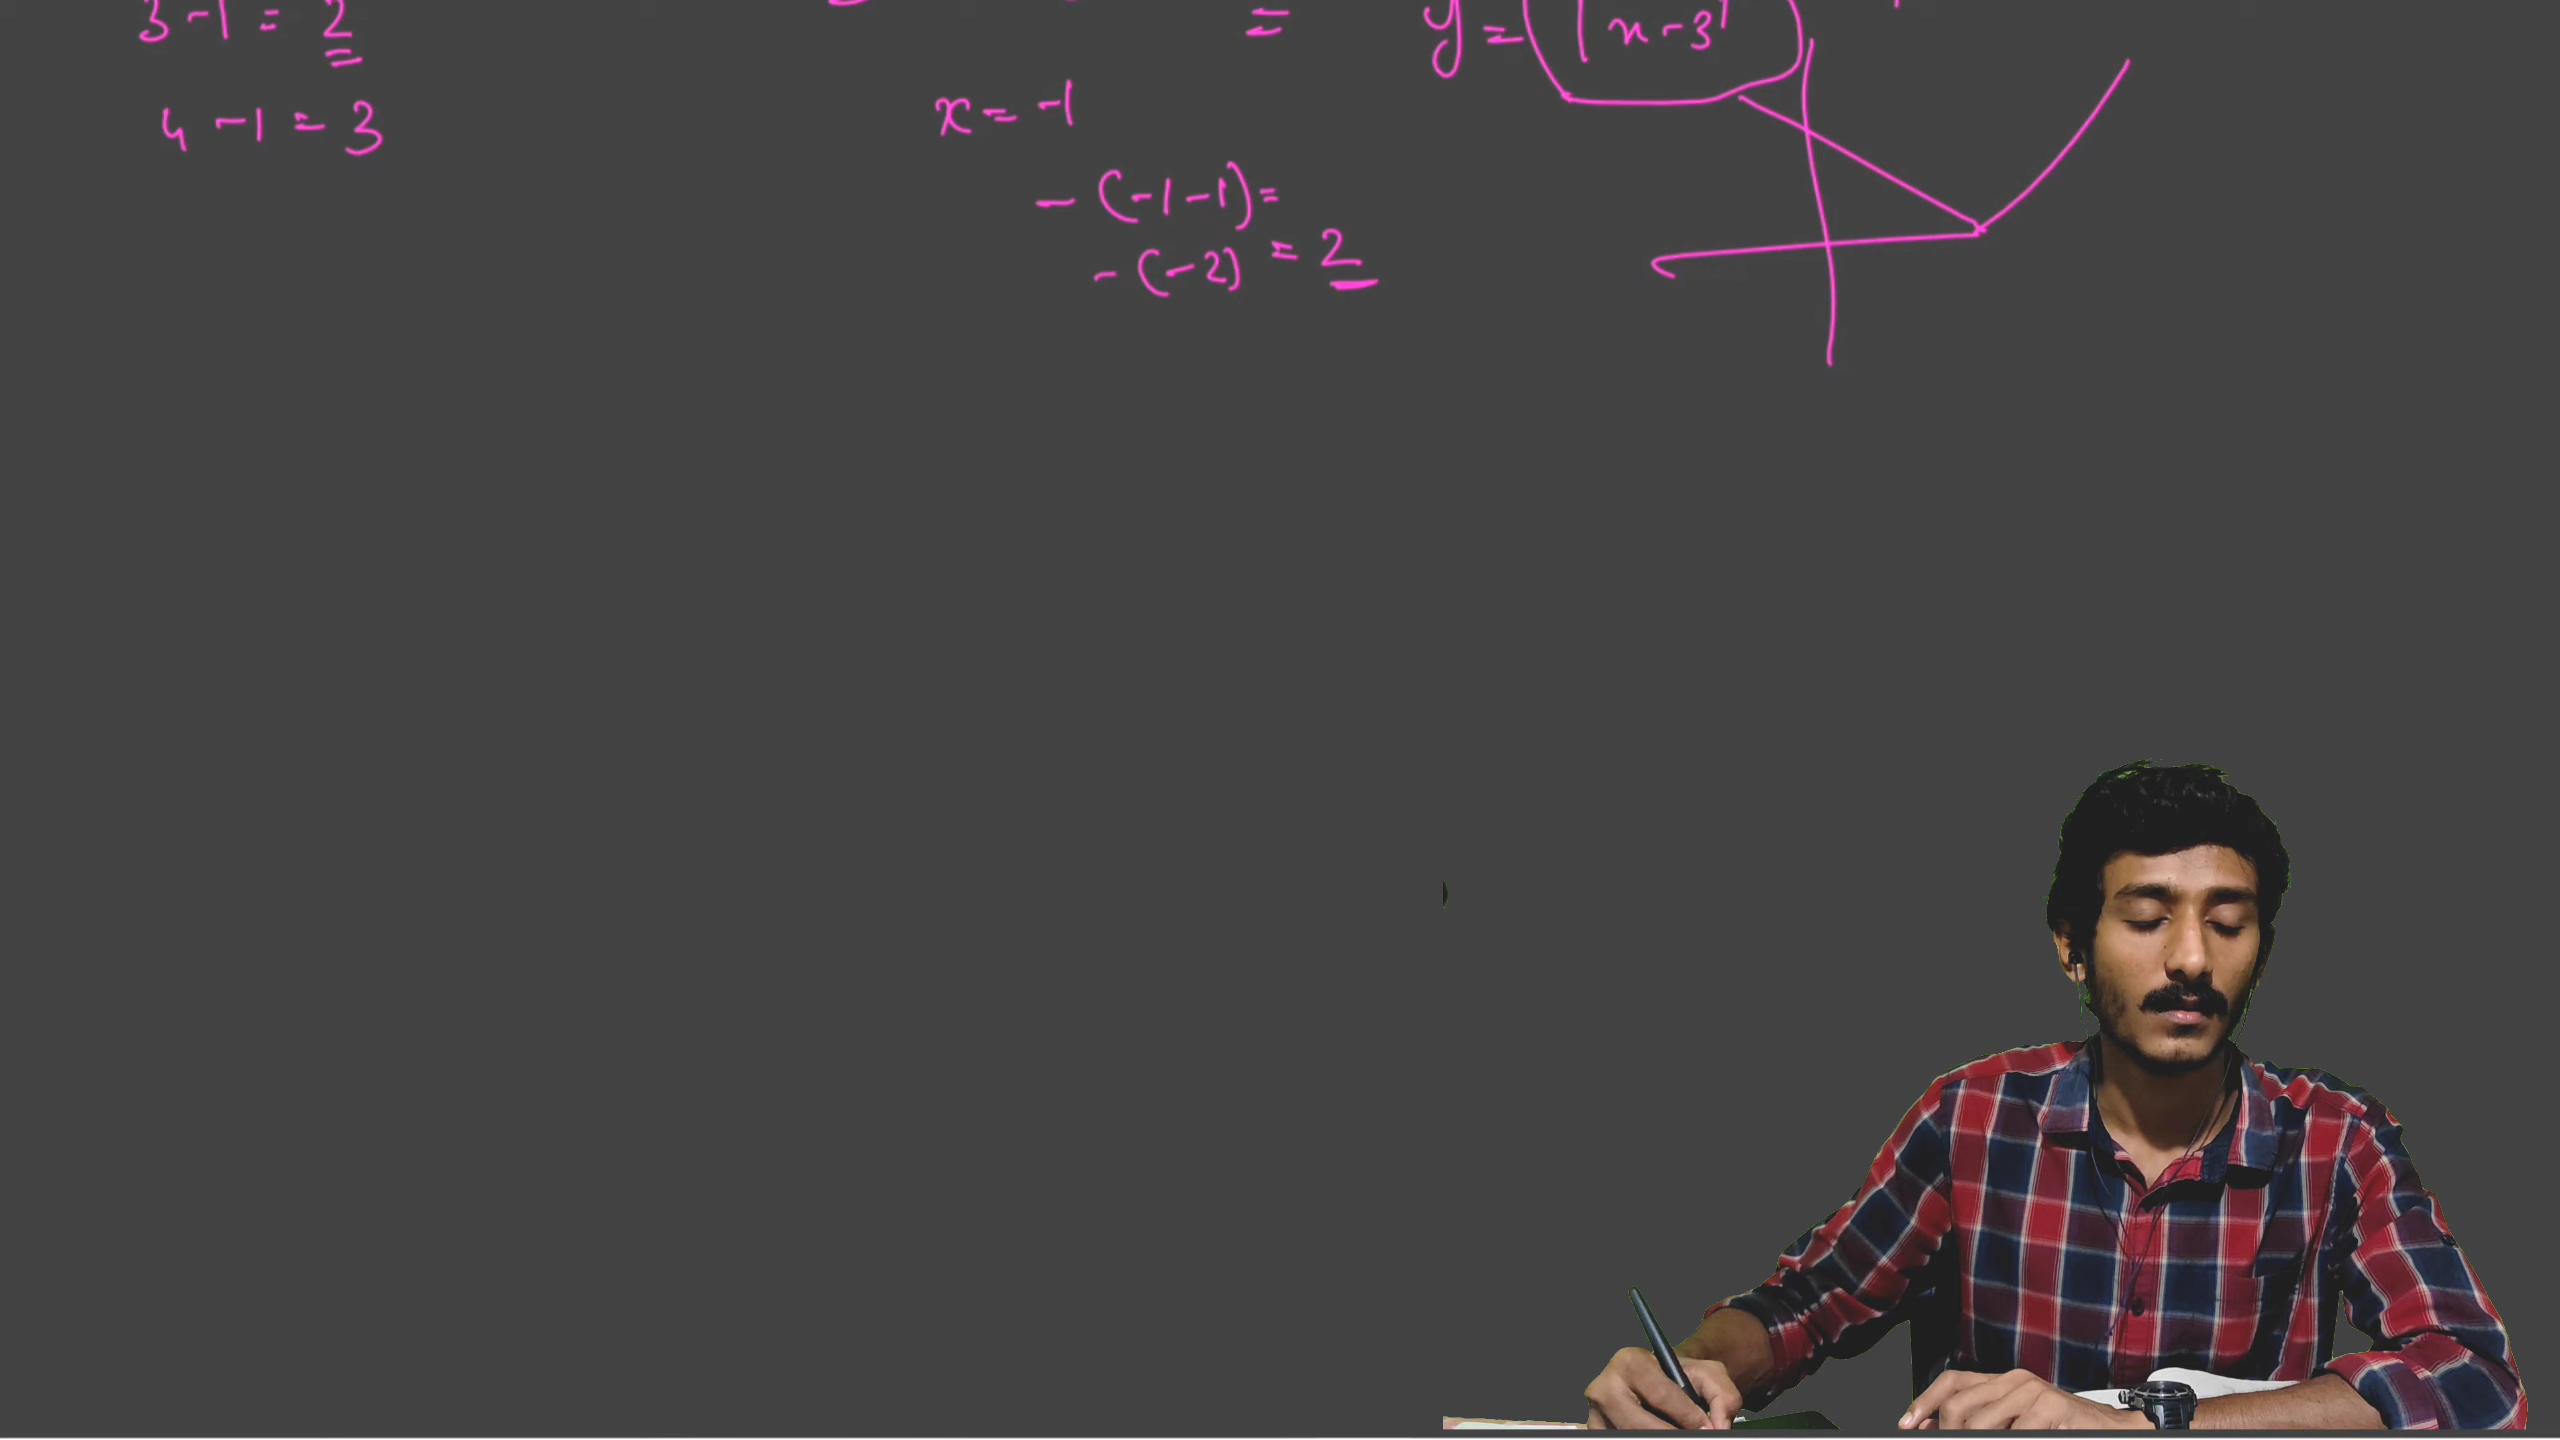 3 - 1 = 2
4 - 1 = 3
x = -1
- (-1 - 1) =
- (-2) = 2
y = |x - 3|